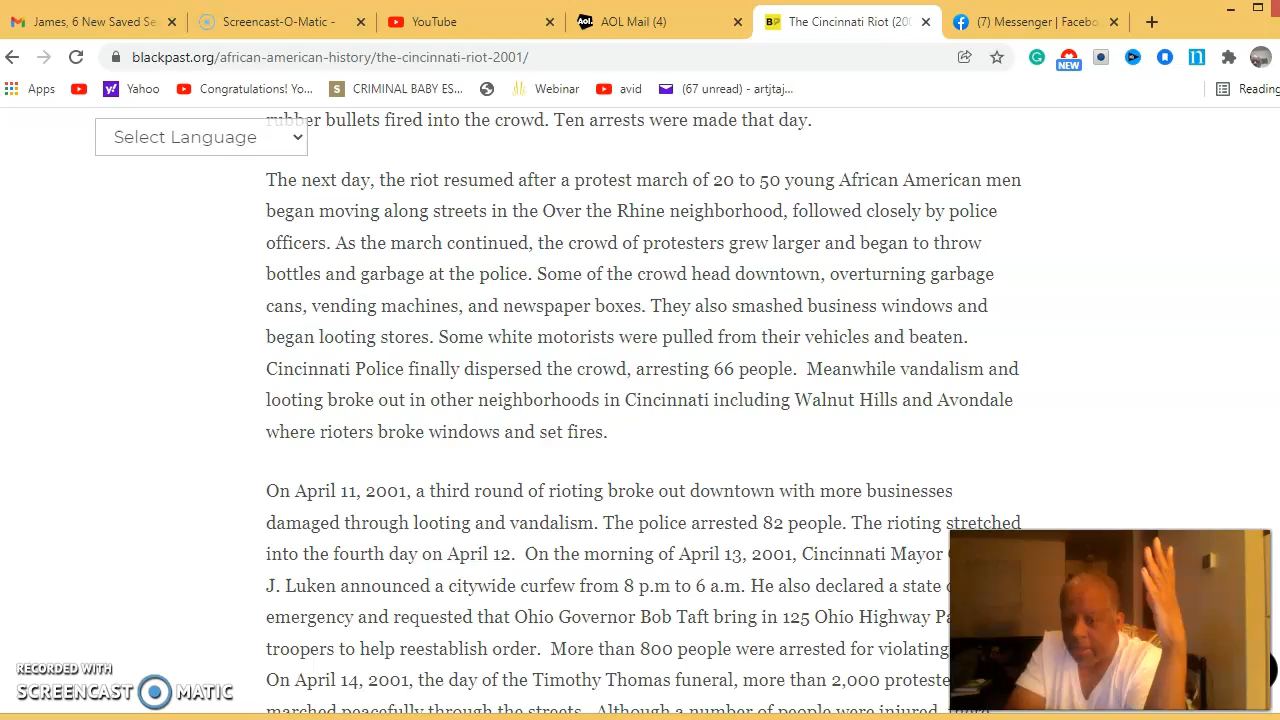 James, 6 New Saved Se
Screencast-O-Matic -
YouTube
AOL Mail (4)
The Cincinnati Riot (200
(7) Messenger | Facebo
blackpast.org/african-american-history/the-cincinnati-riot-2001/
NEW
Apps
Yahoo
Congratulations! Yo...
CRIMINAL BABY ES...
Webinar
avid
(67 unread) - artjtaj...
Reading
Select Language
rubber bullets fired into the crowd. Ten arrests were made that day.
The next day, the riot resumed after a protest march of 20 to 50 young African American men
began moving along streets in the Over the Rhine neighborhood, followed closely by police
officers. As the march continued, the crowd of protesters grew larger and began to throw
bottles and garbage at the police. Some of the crowd head downtown, overturning garbage
cans, vending machines, and newspaper boxes. They also smashed business windows and
began looting stores. Some white motorists were pulled from their vehicles and beaten.
Cincinnati Police finally dispersed the crowd, arresting 66 people.  Meanwhile vandalism and
looting broke out in other neighborhoods in Cincinnati including Walnut Hills and Avondale
where rioters broke windows and set fires.
On April 11, 2001, a third round of rioting broke out downtown with more businesses
damaged through looting and vandalism. The police arrested 82 people. The rioting stretched
into the fourth day on April 12.  On the morning of April 13, 2001, Cincinnati Mayor
J. Luken announced a citywide curfew from 8 p.m to 6 a.m. He also declared a state
emergency and requested that Ohio Governor Bob Taft bring in 125 Ohio Highway Pa
troopers to help reestablish order.  More than 800 people were arrested for violating
On April 14, 2001, the day of the Timothy Thomas funeral, more than 2,000 proteste
marched peacefully through the streets.  Although a number of people were injured,
RECORDED WITH
SCREENCAST MATIC